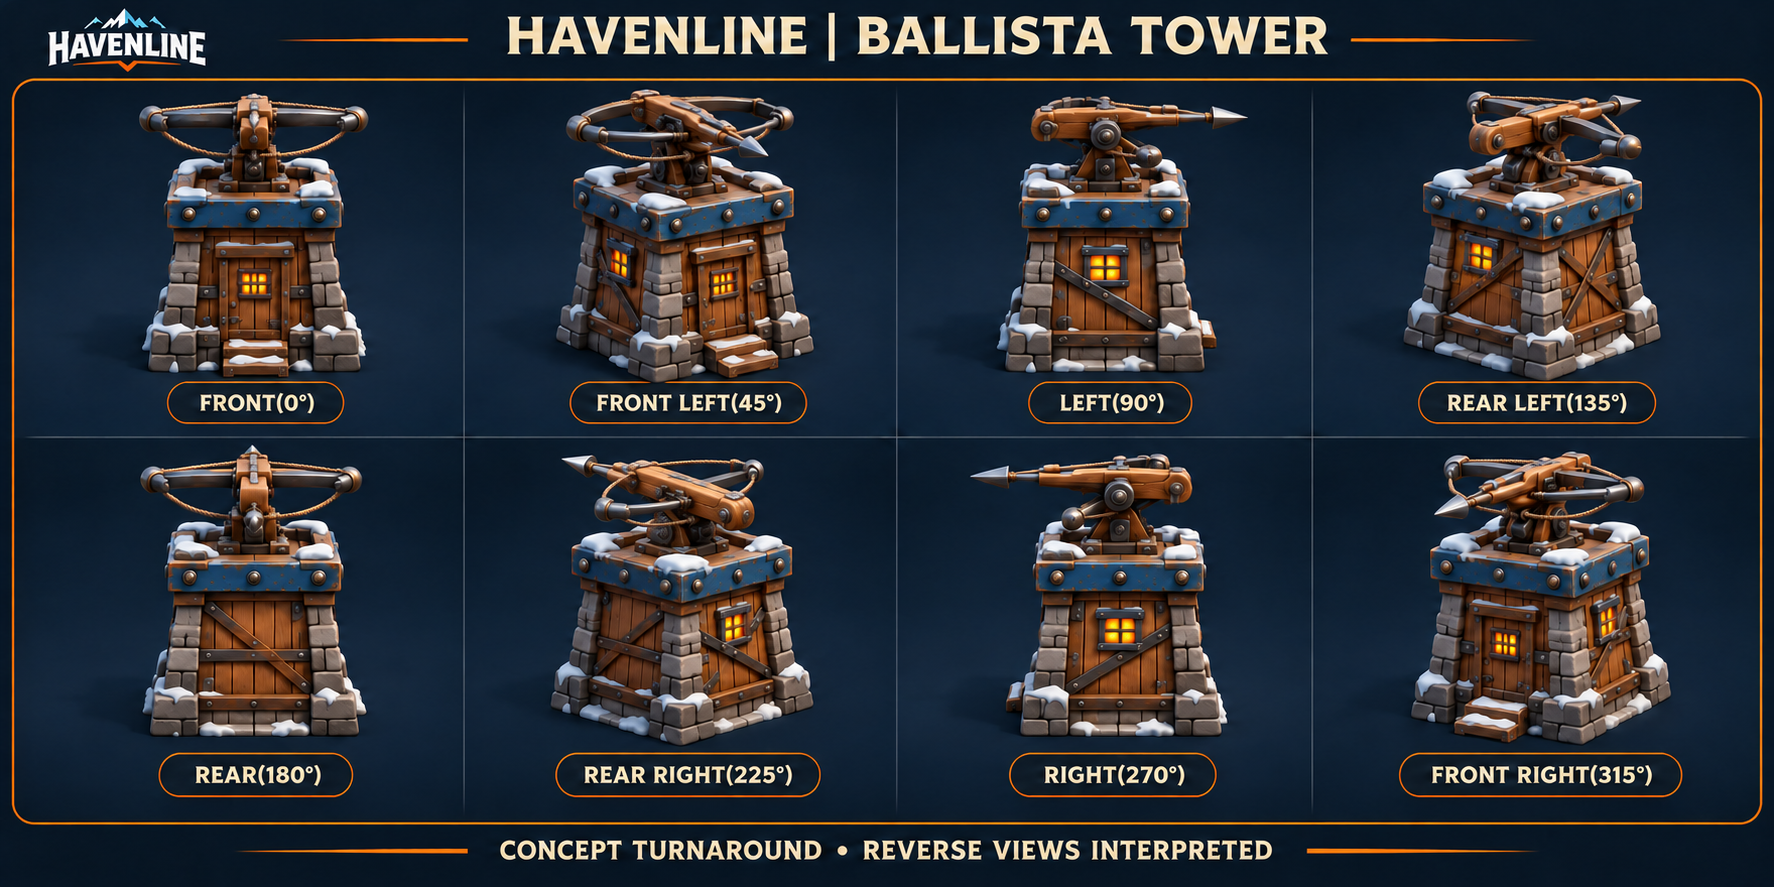 HAVENLINE
HAVENLINE | BALLISTA TOWER
FRONT(0°)
FRONT LEFT(45°)
LEFT(90°)
REAR LEFT(135°)
REAR(180°)
REAR RIGHT(225°)
RIGHT(270°)
FRONT RIGHT(315°)
CONCEPT TURNAROUND • REVERSE VIEWS INTERPRETED